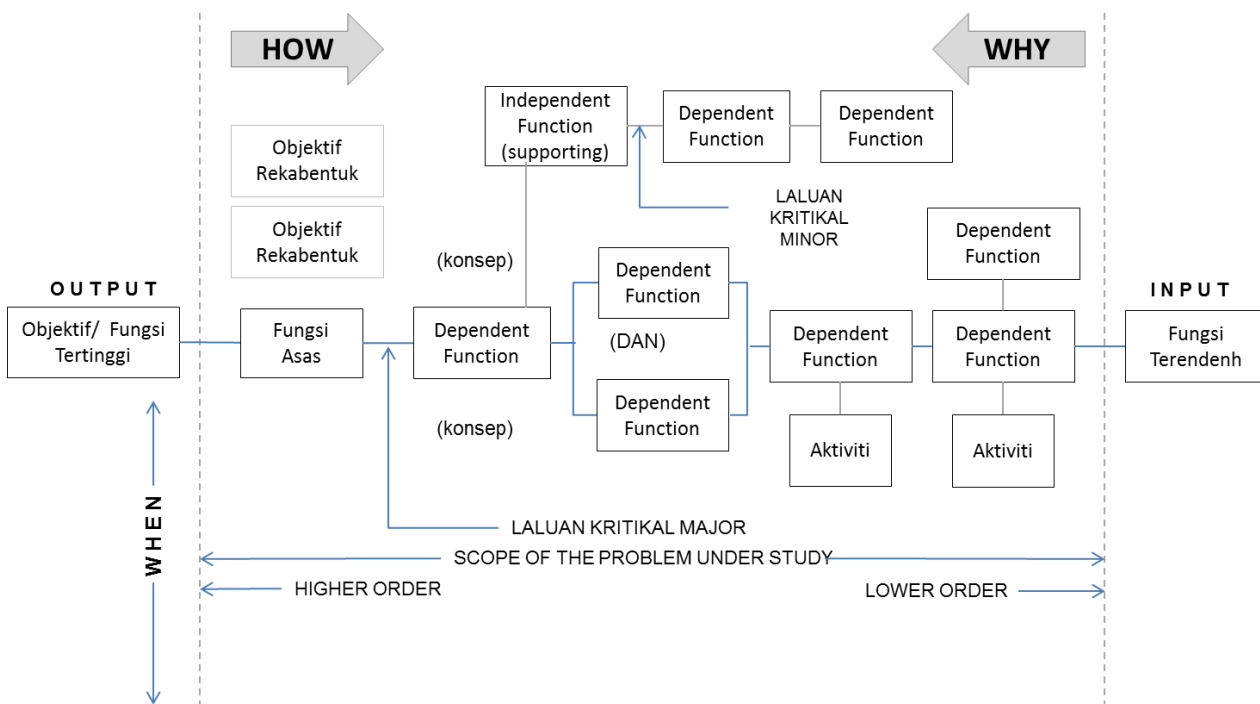 HOW
WHY
Independent
Function
(supporting)
Dependent
Function
Dependent
Function
Objektif
Rekabentuk
Objektif
Rekabentuk
LALUAN
KRITIKAL
MINOR
(konsep)
Dependent
Function
Dependent
Function
OUTPUT
INPUT
Objektif/ Fungsi
Tertinggi
Fungsi
Asas
Dependent
Function
(DAN)
Dependent
Function
Dependent
Function
Fungsi
Terendenh
(konsep)
Dependent
Function
Aktiviti
Aktiviti
WHEN
LALUAN KRITIKAL MAJOR
SCOPE OF THE PROBLEM UNDER STUDY
HIGHER ORDER
LOWER ORDER